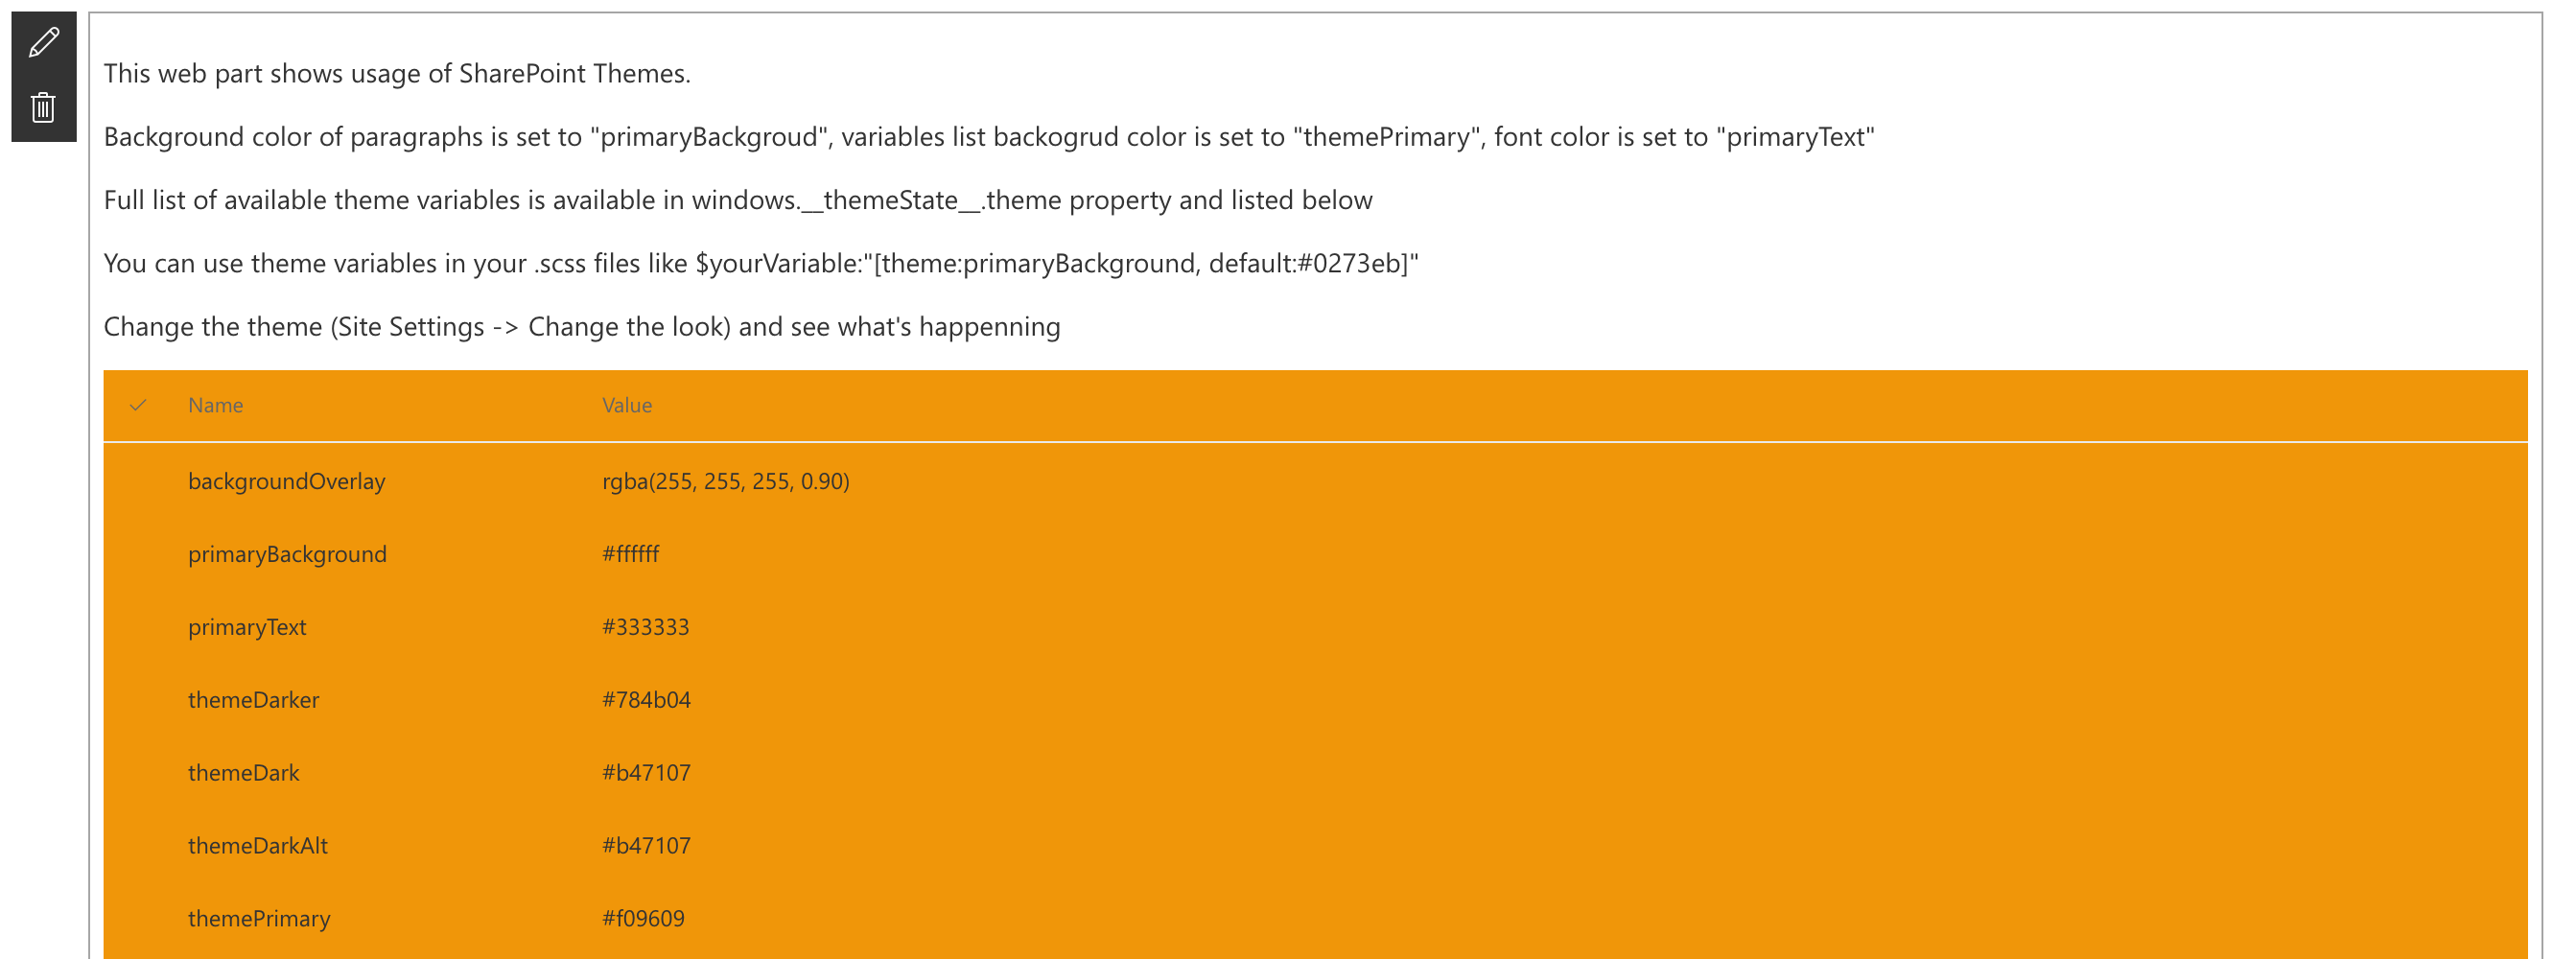 This web part shows usage of SharePoint Themes.
Background color of paragraphs is set to "primaryBackgroud", variables list backogrud color is set to "themePrimary", font color is set to "primaryText"
Full list of available theme variables is available in windows.__themeState__.theme property and listed below
You can use theme variables in your .scss files like $yourVariable:"[theme:primaryBackground, default:#0273eb]"
Change the theme (Site Settings -> Change the look) and see what's happenning
Name Value
backgroundOverlay rgba(255, 255, 255, 0.90)
primaryBackground #ffffff
primaryText #333333
themeDarker #784b04
themeDark #b47107
themeDarkAlt #b47107
themePrimary #f09609